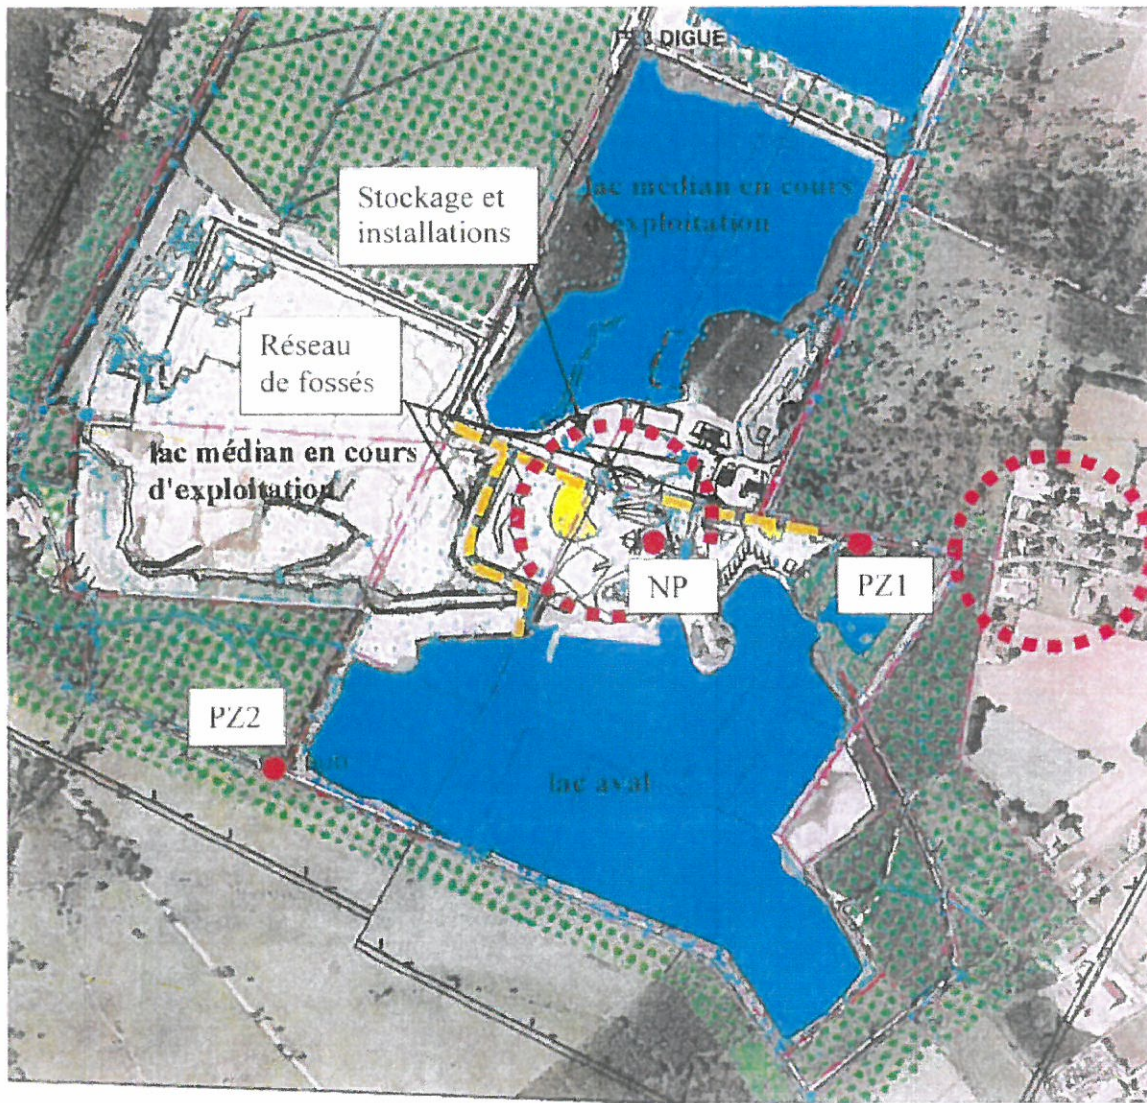 DIGUE
lac médian en cours
d'exploitation
Stockage et
installations
Réseau
de fossés
lac médian en cours
d'exploitation
NP
PZ1
PZ2
lac aval